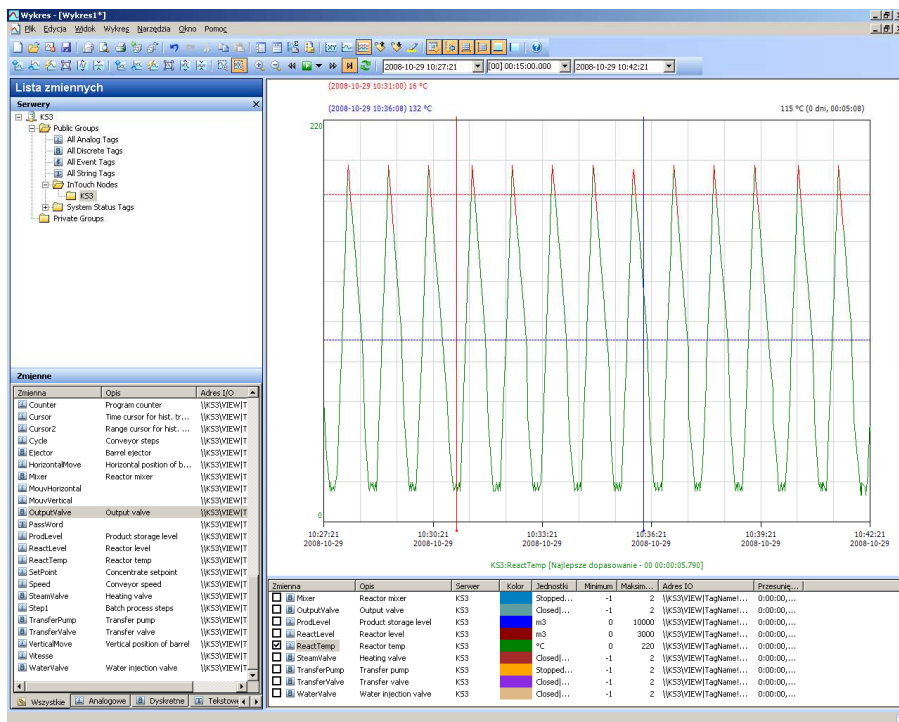 Wykres - [Wykres1*]
Plik Edycja Widok Wykres Narzędzia Okno Pomoc
2008-10-29 10:27:21 [00] 00:15:00.000 2008-10-29 10:42:21
Lista zmiennych
Serwery
KS3
Public Groups
All Analog Tags
All Discrete Tags
All Event Tags
All String Tags
InTouch Nodes
KS3
System Status Tags
Private Groups
Zmienne
Zmienna Opis Adres I/O
Counter Program counter \\KS3\VIEW|T
Cursor Time cursor for hist. tr... \\KS3\VIEW|T
Cursor2 Range cursor for hist. ... \\KS3\VIEW|T
Cycle Conveyor steps \\KS3\VIEW|T
Ejector Barrel ejector \\KS3\VIEW|T
HorizontalMove Horizontal position of b... \\KS3\VIEW|T
Mixer Reactor mixer \\KS3\VIEW|T
MouvHorizontal \\KS3\VIEW|T
MouvVertical \\KS3\VIEW|T
OutputValve Output valve \\KS3\VIEW|T
PassWord \\KS3\VIEW|T
ProdLevel Product storage level \\KS3\VIEW|T
ReactLevel Reactor level \\KS3\VIEW|T
ReactTemp Reactor temp \\KS3\VIEW|T
SetPoint Concentrate setpoint \\KS3\VIEW|T
Speed Conveyor speed \\KS3\VIEW|T
SteamValve Heating valve \\KS3\VIEW|T
Step1 Batch process steps \\KS3\VIEW|T
TransferPump Transfer pump \\KS3\VIEW|T
TransferValve Transfer valve \\KS3\VIEW|T
VerticalMove Vertical position of barrel \\KS3\VIEW|T
Vitesse \\KS3\VIEW|T
WaterValve Water injection valve \\KS3\VIEW|T
Wszystkie Analogowe Dyskretne Tekstowe
(2008-10-29 10:31:00) 16 °C
(2008-10-29 10:36:08) 132 °C 115 °C (0 dni, 00:05:08)
220
0
10:27:21 10:30:21 10:33:21 10:36:21 10:39:21 10:42:21
2008-10-29 2008-10-29 2008-10-29 2008-10-29 2008-10-29 2008-10-29
KS3:ReactTemp [Najlepsze dopasowanie - 00 00:00:05.790]
Zmienna Opis Serwer Kolor Jednostki Minimum Maksim... Adres IO Przesunię...
Mixer Reactor mixer KS3 Stopped... -1 2 \\KS3\VIEW|TagName!... 0:00:00,...
OutputValve Output valve KS3 Closed|... -1 2 \\KS3\VIEW|TagName!... 0:00:00,...
ProdLevel Product storage level KS3 m3 0 10000 \\KS3\VIEW|TagName!... 0:00:00,...
ReactLevel Reactor level KS3 m3 0 3000 \\KS3\VIEW|TagName!... 0:00:00,...
ReactTemp Reactor temp KS3 °C 0 220 \\KS3\VIEW|TagName!... 0:00:00,...
SteamValve Heating valve KS3 Closed|... -1 2 \\KS3\VIEW|TagName!... 0:00:00,...
TransferPump Transfer pump KS3 Stopped... -1 2 \\KS3\VIEW|TagName!... 0:00:00,...
TransferValve Transfer valve KS3 Closed|... -1 2 \\KS3\VIEW|TagName!... 0:00:00,...
WaterValve Water injection valve KS3 Closed|... -1 2 \\KS3\VIEW|TagName!... 0:00:00,...